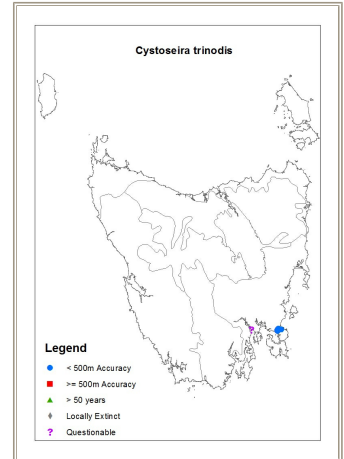 Cystoseira trinodis
Legend
< 500m Accuracy
>= 500m Accuracy
> 50 years
Locally Extinct
? Questionable